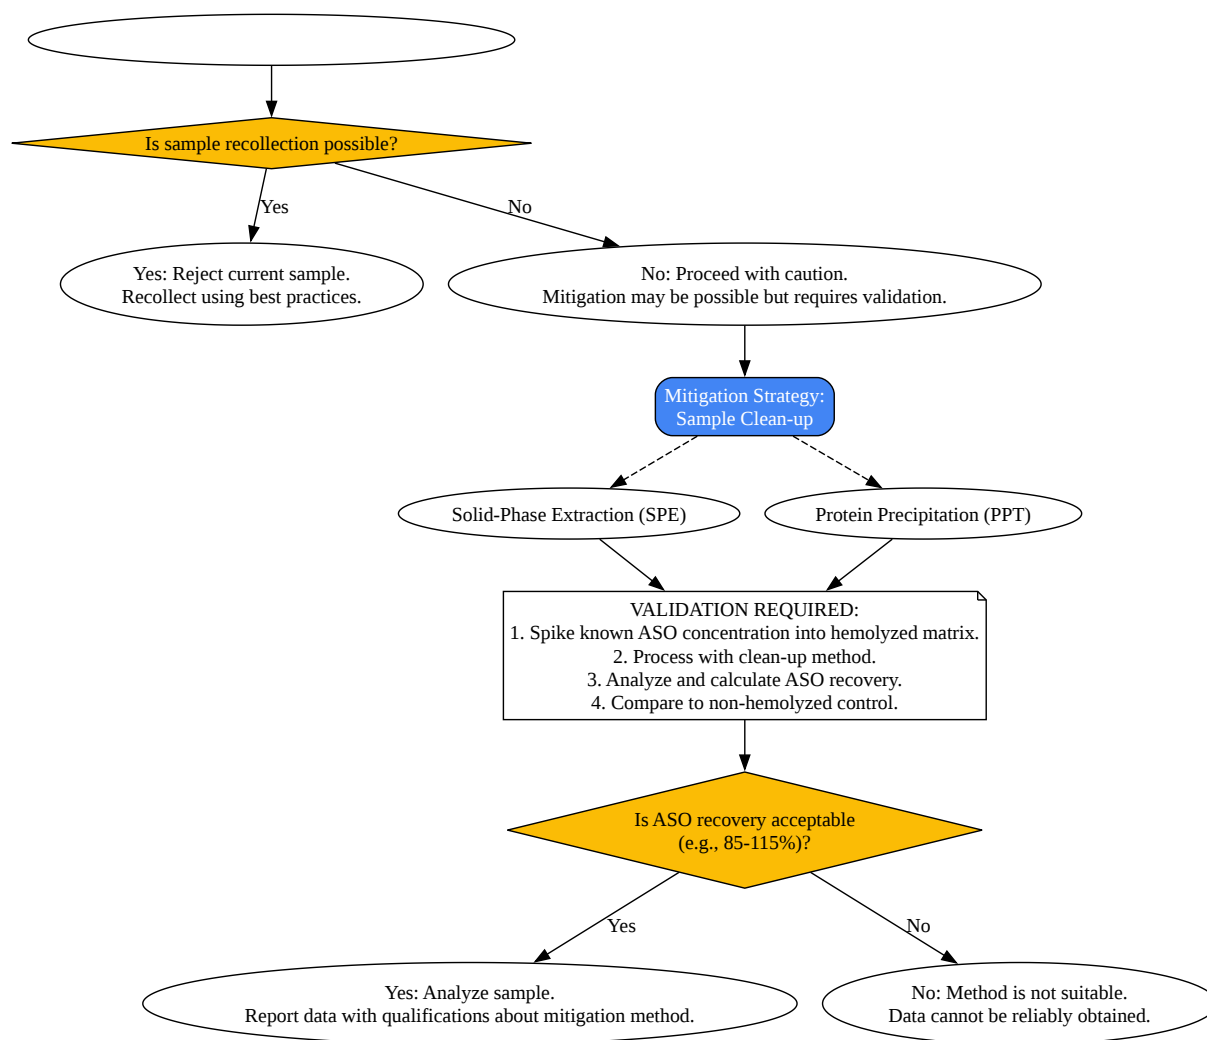 Is sample recollection possible?
Yes
No
Yes: Reject current sample.
Recollect using best practices.
No: Proceed with caution.
Mitigation may be possible but requires validation.
Mitigation Strategy:
Sample Clean-up
Solid-Phase Extraction (SPE)
Protein Precipitation (PPT)
VALIDATION REQUIRED:
1. Spike known ASO concentration into hemolyzed matrix.
2. Process with clean-up method.
3. Analyze and calculate ASO recovery.
4. Compare to non-hemolyzed control.
Is ASO recovery acceptable
(e.g., 85-115%)?
Yes
No
Yes: Analyze sample.
Report data with qualifications about mitigation method.
No: Method is not suitable.
Data cannot be reliably obtained.